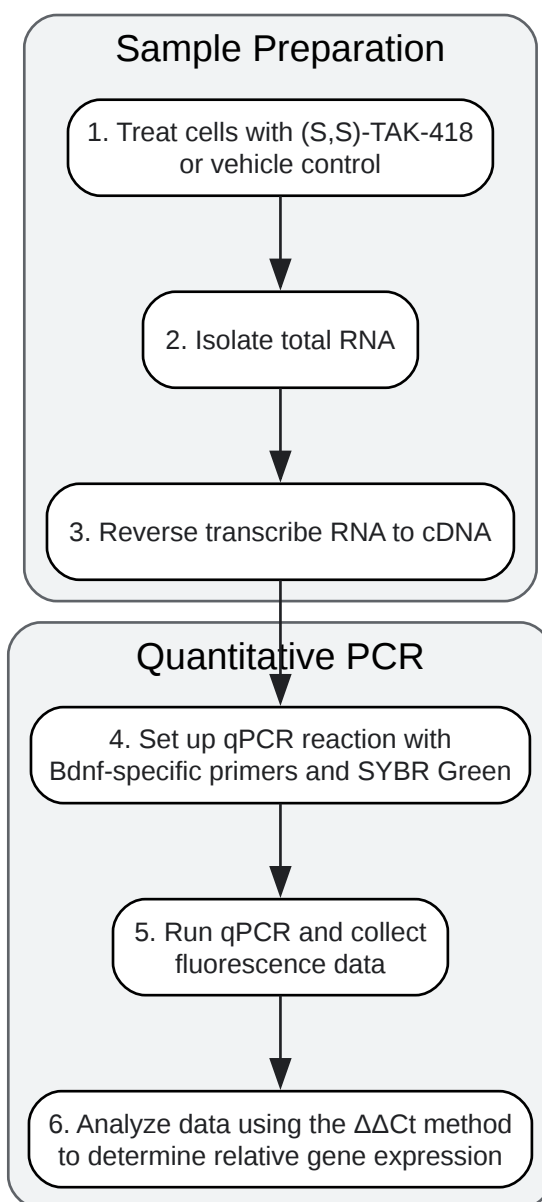 Sample Preparation
1. Treat cells with (S,S)-TAK-418
or vehicle control
2. Isolate total RNA
3. Reverse transcribe RNA to cDNA
Quantitative PCR
4. Set up qPCR reaction with
Bdnf-specific primers and SYBR Green
5. Run qPCR and collect
fluorescence data
6. Analyze data using the ΔΔCt method
to determine relative gene expression